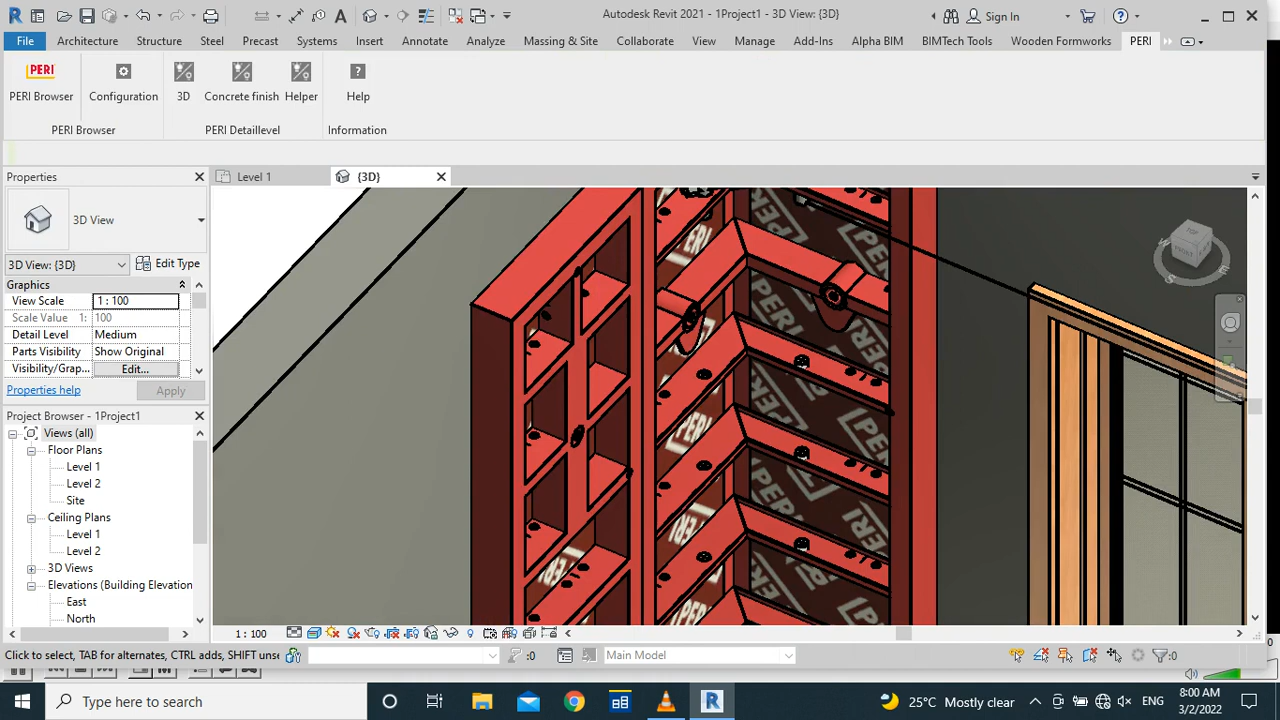 Autodesk Revit 2021 - 1Project1 - 3D View: {3D}
Sign In
File Architecture Structure Steel Precast Systems Insert Annotate Analyze Massing & Site Collaborate View Manage Add-Ins Alpha BIM BIMTech Tools Wooden Formworks PERI
PERI
PERI Browser Configuration 3D Concrete finish Helper Help
PERI Browser PERI Detaillevel Information
Properties
Level 1
{3D}
3D View
3D View: {3D}
Edit Type
Graphics
View Scale 1 : 100
Scale Value 1: 100
Detail Level Medium
Parts Visibility Show Original
Visibility/Grap... Edit...
Properties help Apply
Project Browser - 1Project1
Views (all)
Floor Plans
Level 1
Level 2
Site
Ceiling Plans
Level 1
Level 2
3D Views
Elevations (Building Elevation
East
North
PERI
PERI
PERI
PERI
TOP
W
S
E
1 : 100
Click to select, TAB for alternates, CTRL adds, SHIFT unse
:0
Main Model
:0
Type here to search
25°C Mostly clear
ENG
8:00 AM
3/2/2022